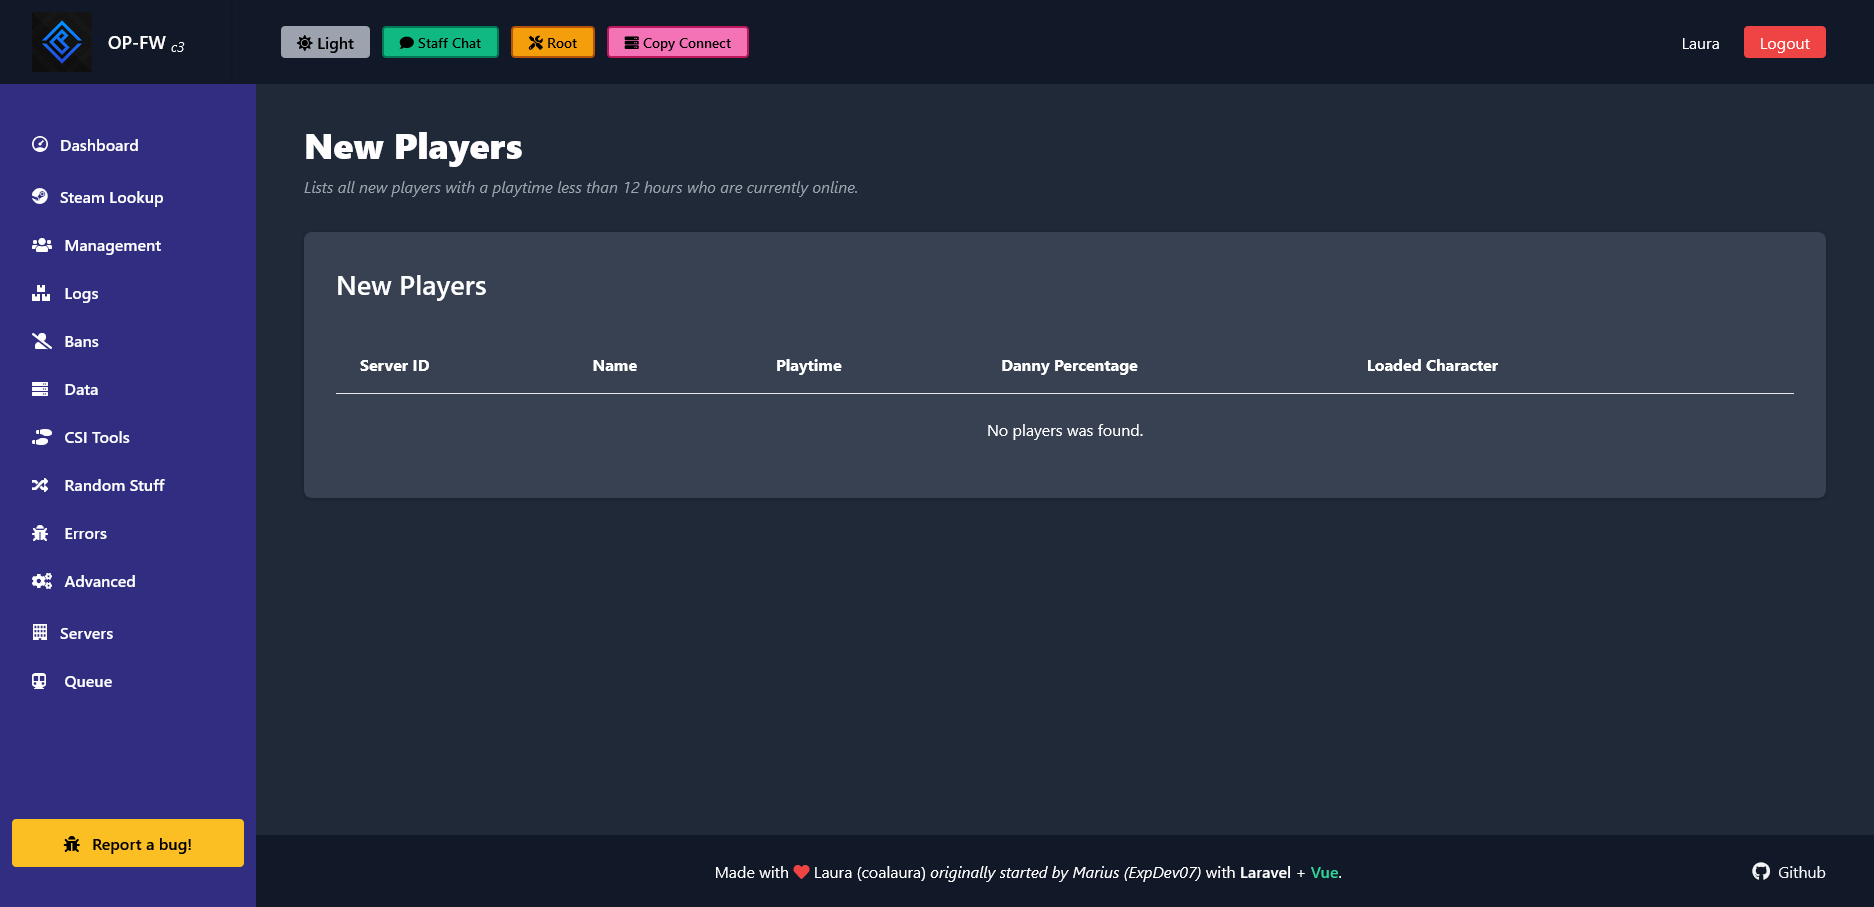 OP-FW c3
Light
Staff Chat
Root
Copy Connect
Laura
Logout
Dashboard
Steam Lookup
Management
Logs
Bans
Data
CSI Tools
Random Stuff
Errors
Advanced
Servers
Queue
Report a bug!
New Players
Lists all new players with a playtime less than 12 hours who are currently online.
New Players
Server ID Name Playtime Danny Percentage Loaded Character
No players was found.
Made with Laura (coalaura) originally started by Marius (ExpDev07) with Laravel + Vue.
Github